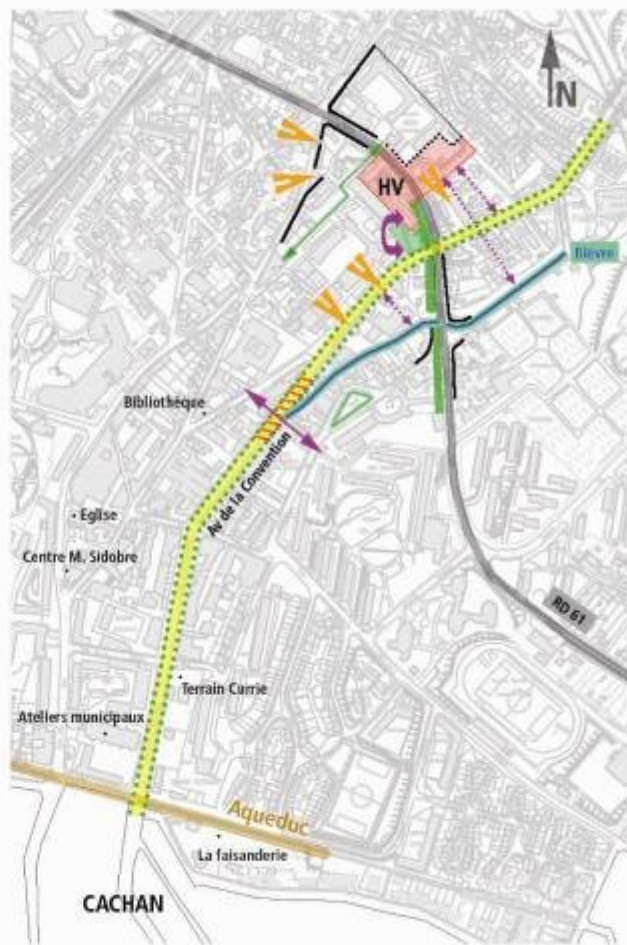 N
HV
Bièvre
Bibliothèque
Av de la Convention
Eglise
Centre M. Sidobre
RD 61
Terrain Currie
Ateliers municipaux
Aqueduc
La faisanderie
CACHAN